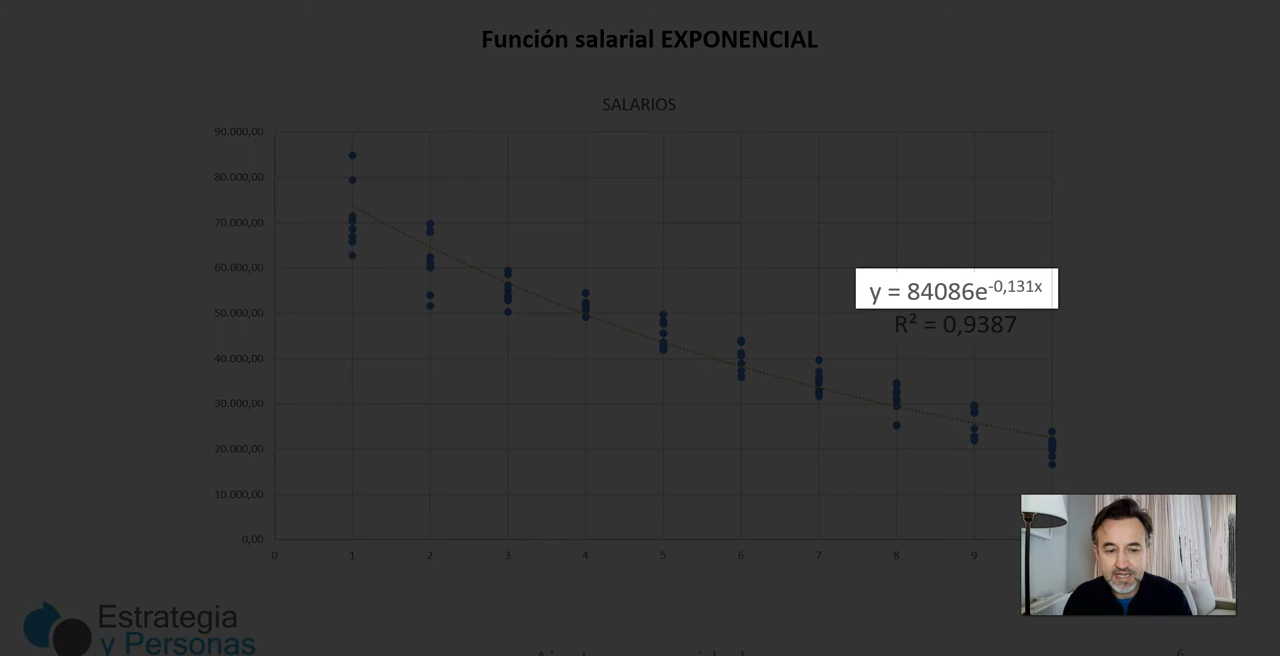 Función salarial EXPONENCIAL
SALARIOS
90.000,00
80.000,00
70.000,00
60.000,00
50.000,00
40.000,00
30.000,00
20.000,00
10.000,00
0,00
0 1 2 3 4 5 6 7 8 9
y = 84086e^-0,131x
R² = 0,9387
Estrategia
y Personas